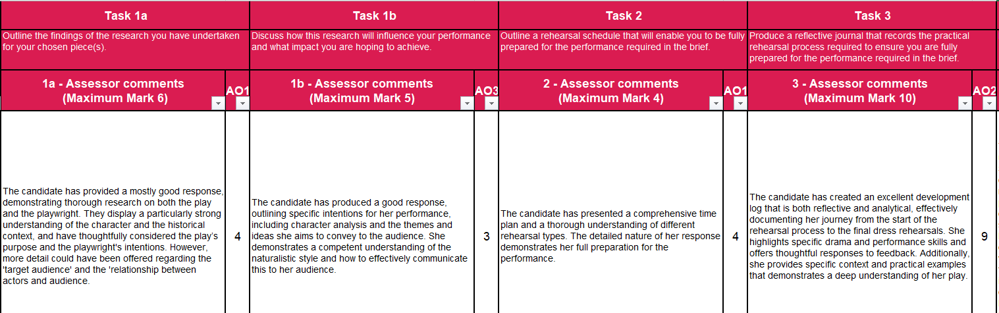 Task 1a
Task 1b
Task 2
Task 3
Outline the findings of the research you have undertaken
for your chosen piece(s).
Discuss how this research will influence your performance
and what impact you are hoping to achieve.
Outline a rehearsal schedule that will enable you to be fully
prepared for the performance required in the brief.
Produce a reflective journal that records the practical
rehearsal process required to ensure you are fully
prepared for the performance required in the brief.
1a - Assessor comments
(Maximum Mark 6)
AO1
1b - Assessor comments
(Maximum Mark 5)
AO3
2 - Assessor comments
(Maximum Mark 4)
AO1
3 - Assessor comments
(Maximum Mark 10)
AO2
The candidate has provided a mostly good response,
demonstrating thorough research on both the play
and the playwright. They display a particularly strong
understanding of the character and the historical
context, and have thoughtfully considered the play's
purpose and the playwright's intentions. However,
more detail could have been offered regarding the
'target audience' and the 'relationship between
actors and audience.
4
The candidate has produced a good response,
outlining specific intentions for her performance,
including character analysis and the themes and
ideas she aims to convey to the audience. She
demonstrates a competent understanding of the
naturalistic style and how to effectively communicate
this to her audience.
3
The candidate has presented a comprehensive time
plan and a thorough understanding of different
rehearsal types. The detailed nature of her response
demonstrates her full preparation for the
performance.
4
The candidate has created an excellent development
log that is both reflective and analytical, effectively
documenting her journey from the start of the
rehearsal process to the final dress rehearsals. She
highlights specific drama and performance skills and
offers thoughtful responses to feedback. Additionally,
she provides specific context and practical examples
that demonstrates a deep understanding of her play.
9